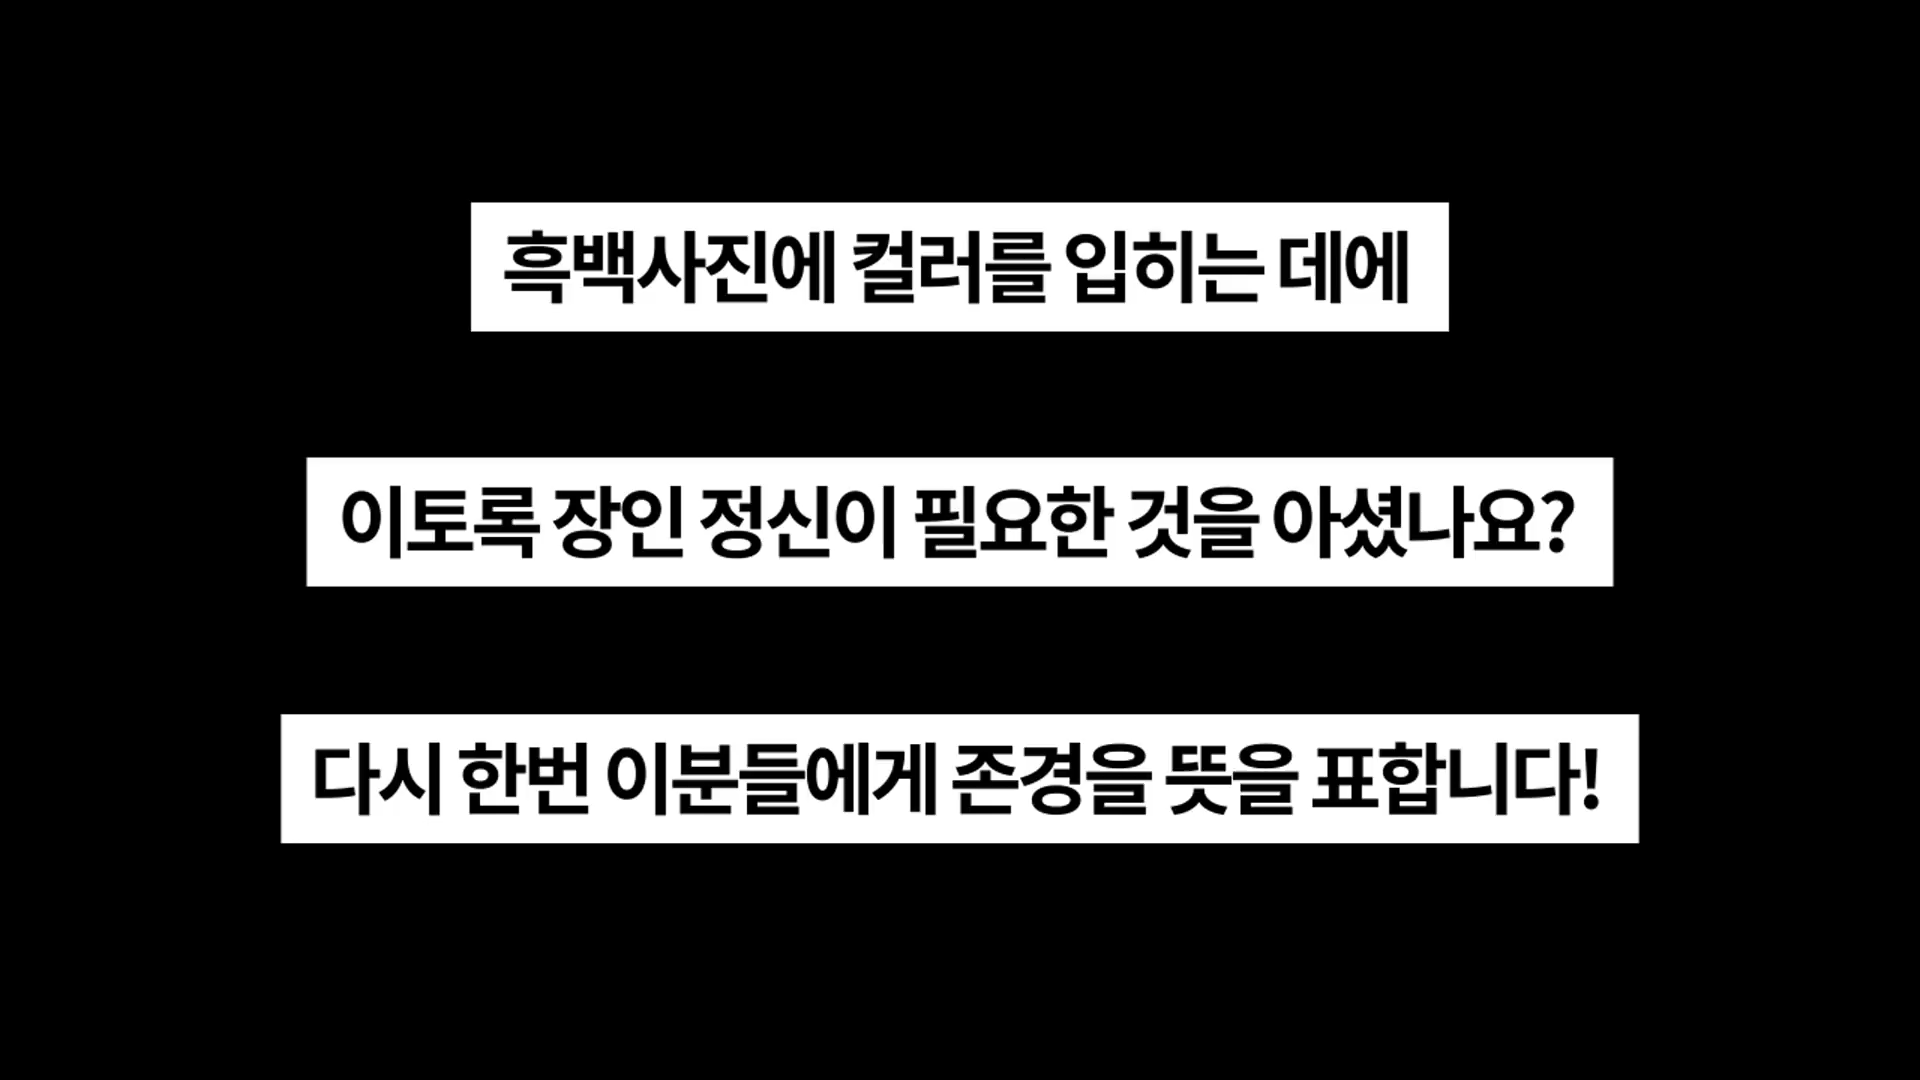 흑백사진에 컬러를 입히는 데에
이토록 장인 정신이 필요한 것을 아셨나요?
다시 한번 이분들에게 존경을 뜻을 표합니다!